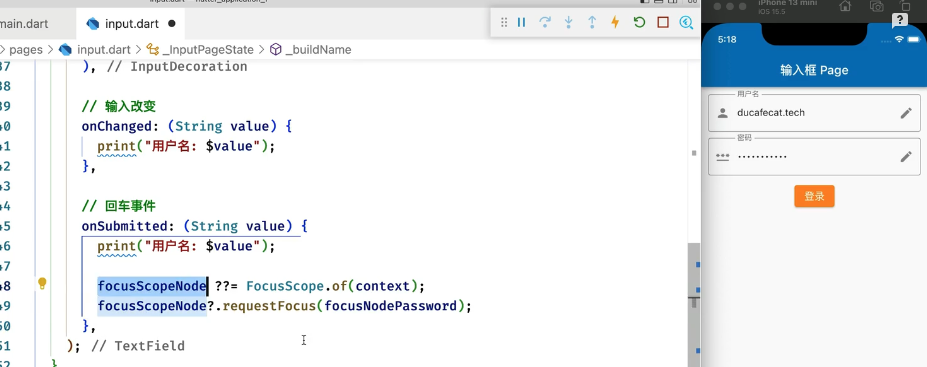 main.dart
input.dart
pages > input.dart > _InputPageState > _buildName
37 ), // InputDecoration
38
39 // 输入改变
40 onChanged: (String value) {
41 print("用户名: $value");
42 },
43
44 // 回车事件
45 onSubmitted: (String value) {
46 print("用户名: $value");
47
48 focusScopeNode ??= FocusScope.of(context);
49 focusScopeNode?.requestFocus(focusNodePassword);
50 },
51 ); // TextField
52 }
iPhone 13 mini
iOS 15.5
?
5:18
输入框 Page
用户名
ducafecat.tech
密码
•••••••••••
登录